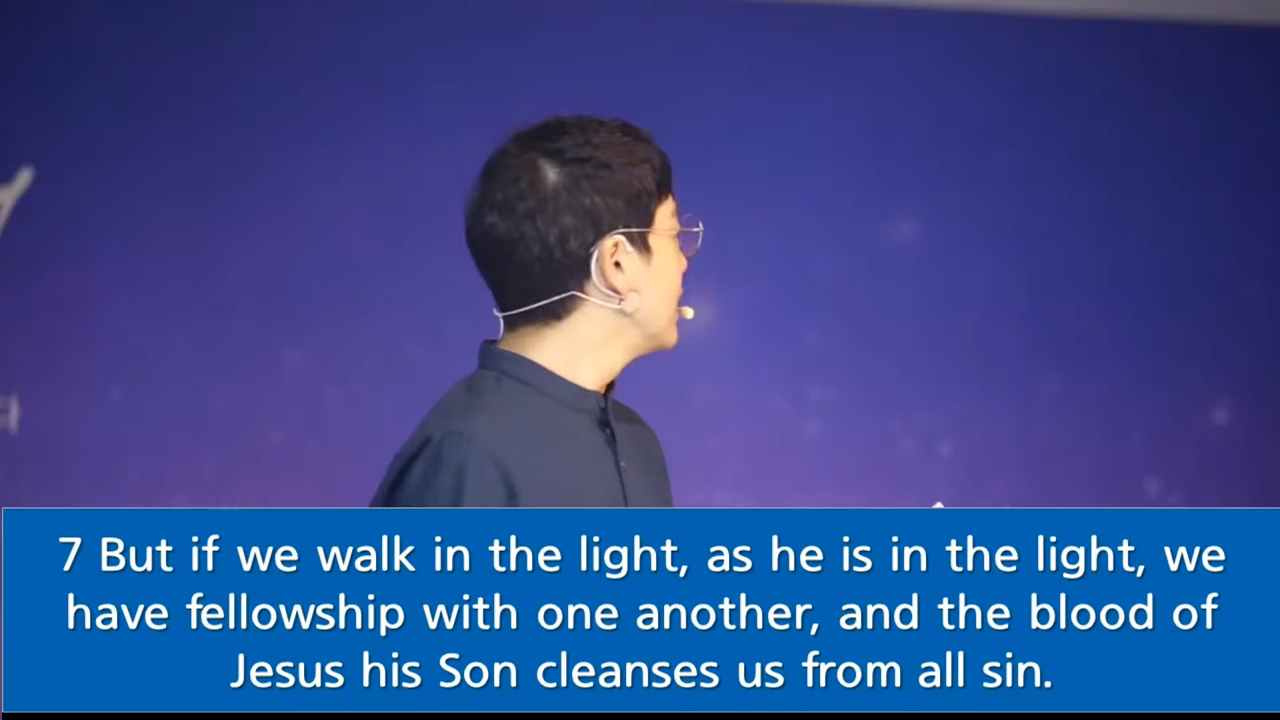 7 But if we walk in the light, as he is in the light, we
have fellowship with one another, and the blood of
Jesus his Son cleanses us from all sin.